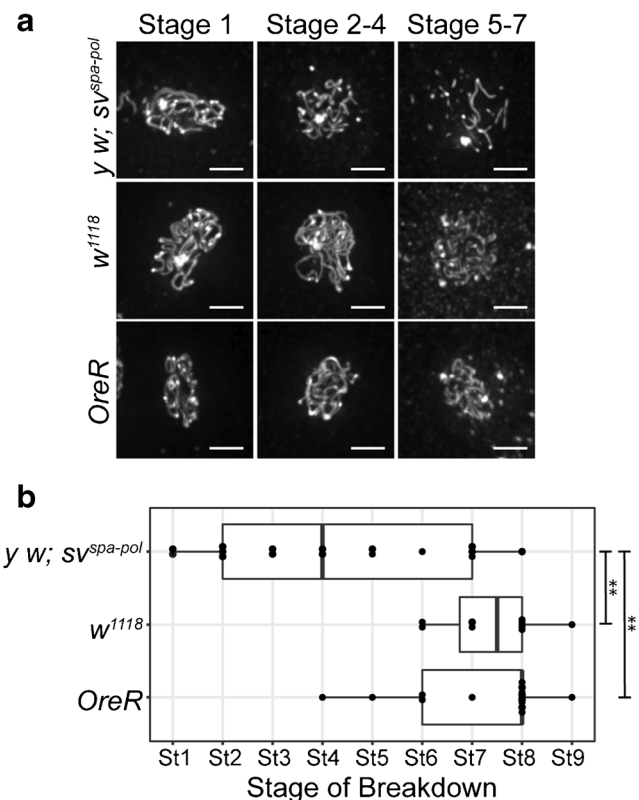 a
Stage 1 Stage 2-4 Stage 5-7
y w; sv^spa-pol
w^1118
OreR
b
y w; sv^spa-pol
w^1118
OreR
**
**
St1 St2 St3 St4 St5 St6 St7 St8 St9
Stage of Breakdown